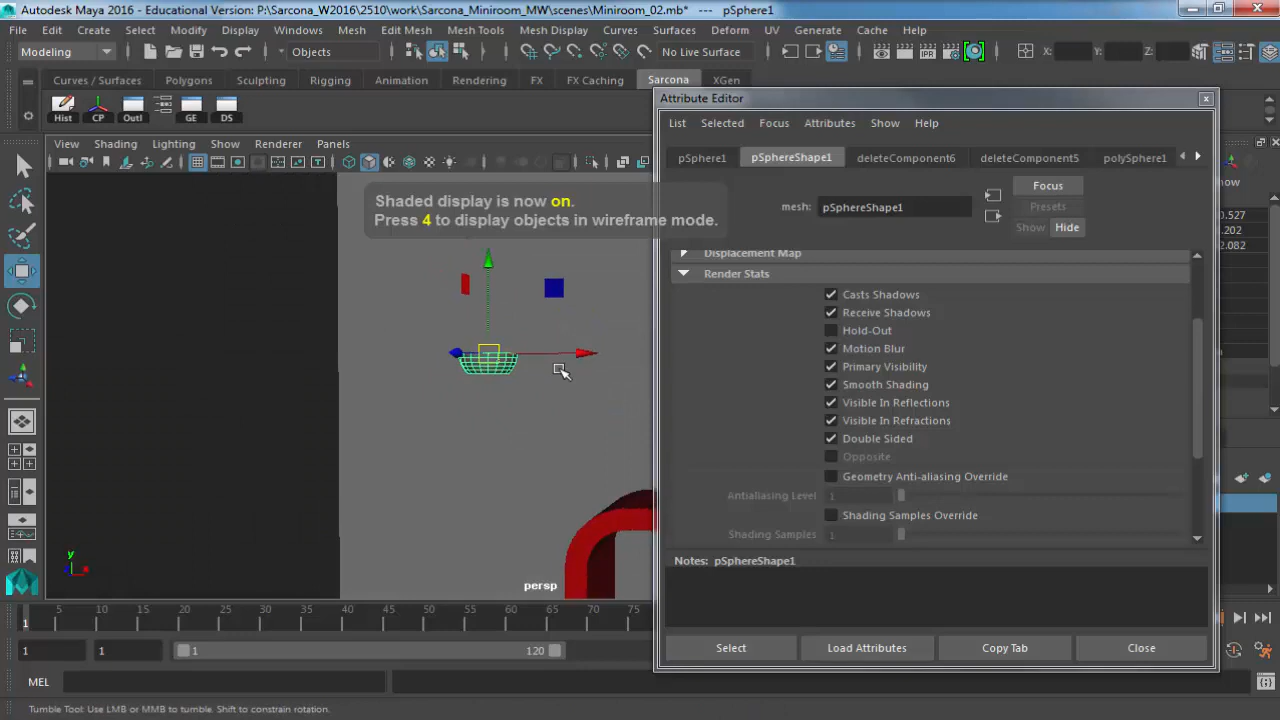 Autodesk Maya 2016 - Educational Version: P:\Sarcona_W2016\2510\work\Sarcona_Miniroom_MW\scenes\Miniroom_02.mb* --- pSphere1
File Edit Create Select Modify Display Windows Mesh Edit Mesh Mesh Tools Mesh Display Curves Surfaces Deform UV Generate Cache Help
Modeling Objects No Live Surface IPR X: Y: Z:
Curves / Surfaces Polygons Sculpting Rigging Animation Rendering FX FX Caching Sarcona XGen
Hist CP Outl GE DS
Attribute Editor
List Selected Focus Attributes Show Help
View Shading Lighting Show Renderer Panels
pSphere1 pSphereShape1 deleteComponent6 deleteComponent5 polySphere1
Shaded display is now on.
Press 4 to display objects in wireframe mode.
mesh: pSphereShape1
Focus
Presets
Show Hide
Displacement Map
Render Stats
Casts Shadows
Receive Shadows
Hold-Out
Motion Blur
Primary Visibility
Smooth Shading
Visible In Reflections
Visible In Refractions
Double Sided
Opposite
Geometry Anti-aliasing Override
Antialiasing Level 1
Shading Samples Override
Shading Samples 1
Notes: pSphereShape1
Select Load Attributes Copy Tab Close
0.527
.202
2.082
y
x
persp
5 10 15 20 25 30 35 40 45 50 55 60 65 70 75
1
1 1 1 120
MEL
Tumble Tool: Use LMB or MMB to tumble. Shift to constrain rotation.